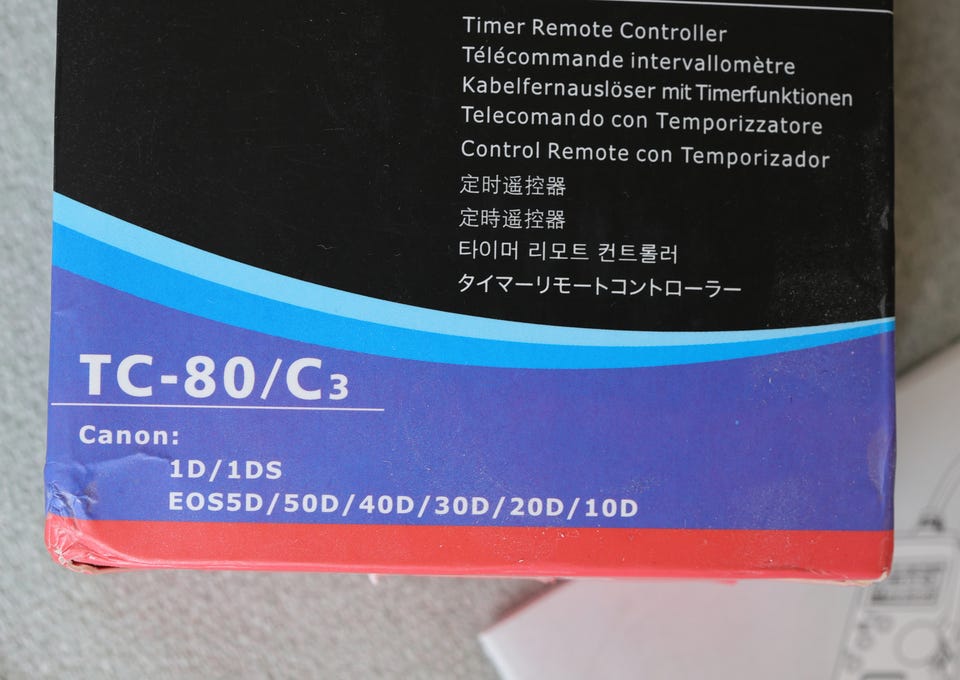 Timer Remote Controller
Télécommande intervallomètre
Kabelfernauslöser mit Timerfunktionen
Telecomando con Temporizzatore
Control Remote con Temporizador
定时遥控器
定時遥控器
타이머 리모트 컨트롤러
タイマーリモートコントローラー
TC-80/C3
Canon:
1D/1DS
EOS5D/50D/40D/30D/20D/10D